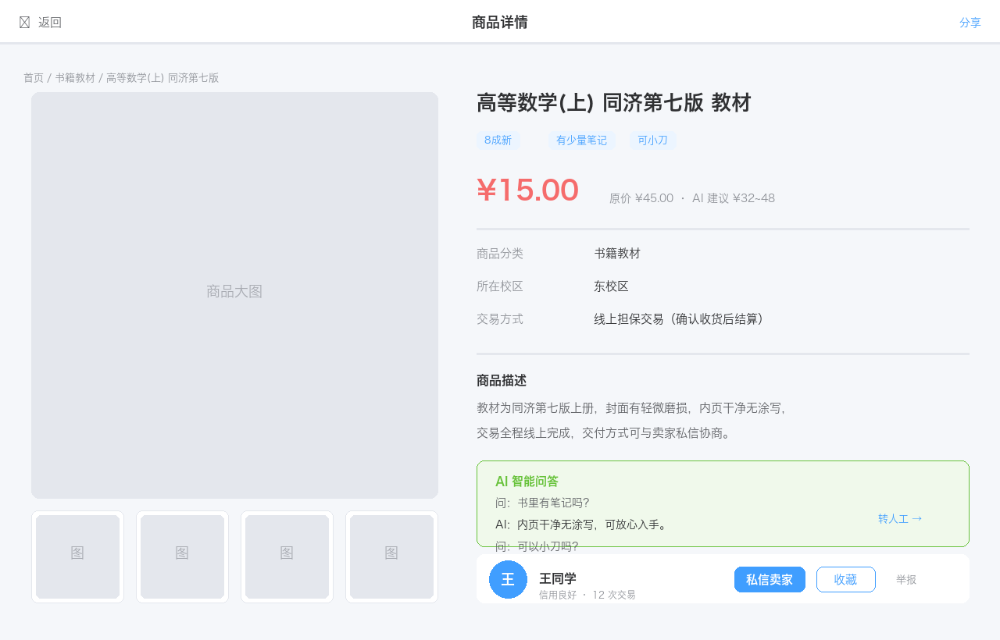 返回
商品详情
分享
首页 / 书籍教材 / 高等数学(上) 同济第七版
商品大图
图
图
图
图
高等数学(上) 同济第七版 教材
8成新
有少量笔记
可小刀
¥15.00
原价 ¥45.00 · AI 建议 ¥32~48
商品分类 书籍教材
所在校区 东校区
交易方式 线上担保交易（确认收货后结算）
商品描述
教材为同济第七版上册，封面有轻微磨损，内页干净无涂写，
交易全程线上完成，交付方式可与卖家私信协商。
AI 智能问答
问：书里有笔记吗？
AI：内页干净无涂写，可放心入手。
转人工 →
问：可以小刀吗？
王
王同学
信用良好 · 12 次交易
私信卖家
收藏
举报